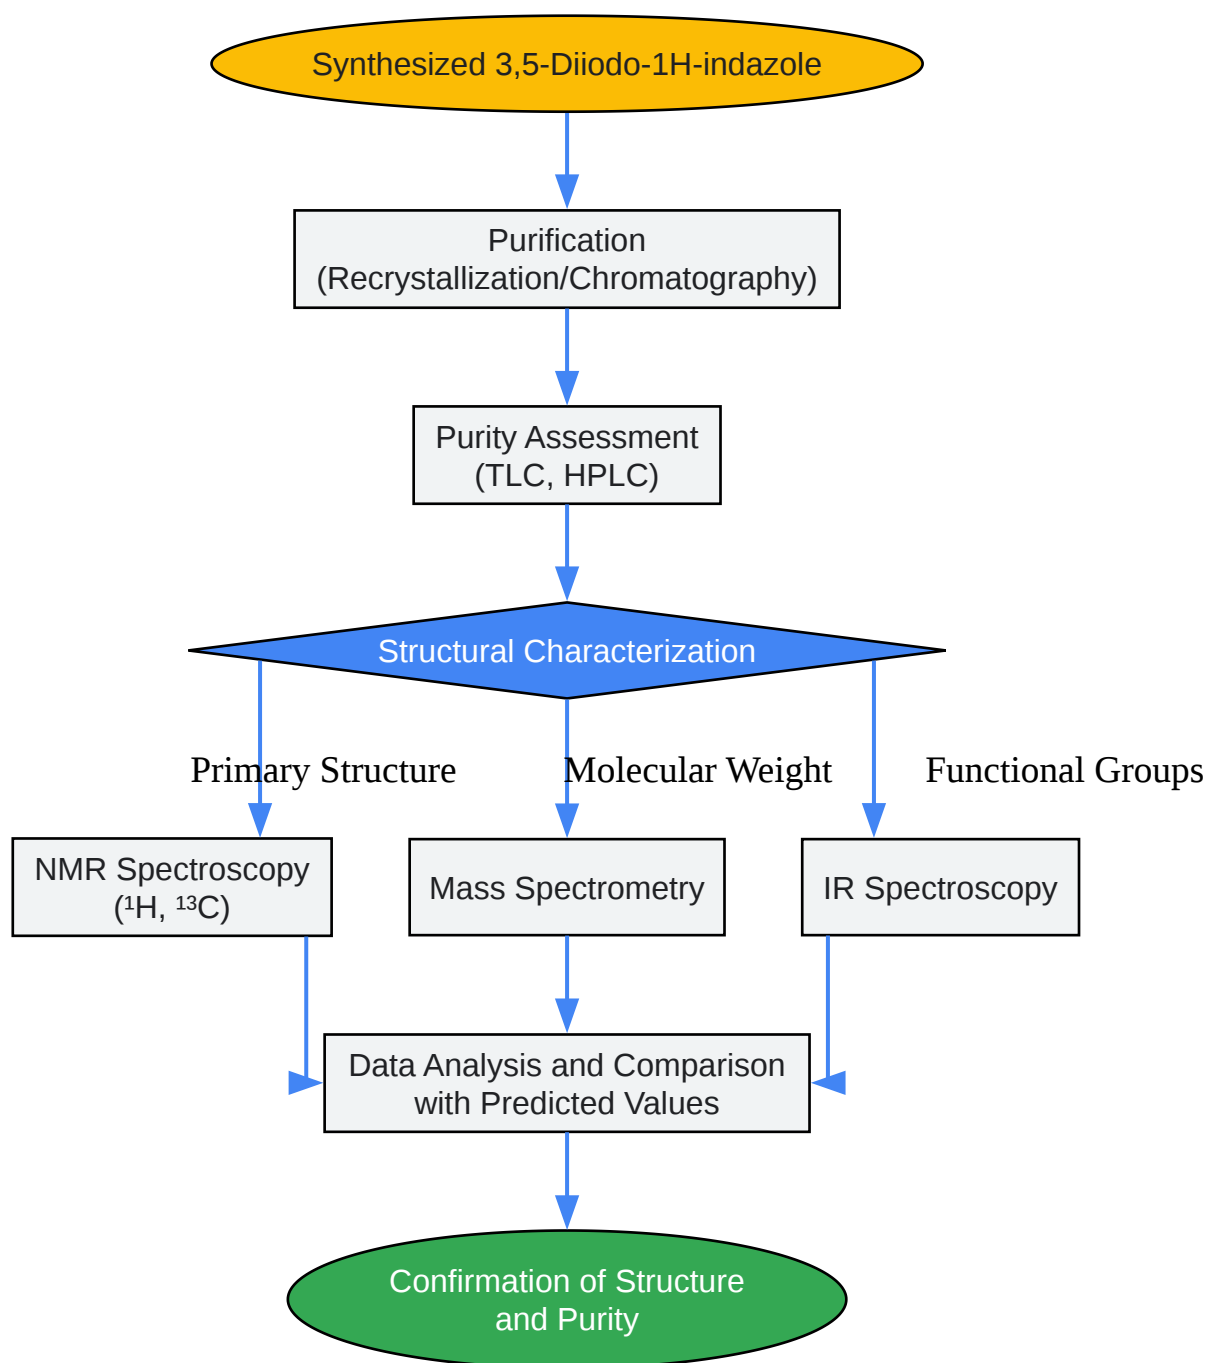 Synthesized 3,5-Diiodo-1H-indazole
Purification
(Recrystallization/Chromatography)
Purity Assessment
(TLC, HPLC)
Structural Characterization
Primary Structure
Molecular Weight
Functional Groups
NMR Spectroscopy
(¹H, ¹³C)
Mass Spectrometry
IR Spectroscopy
Data Analysis and Comparison
with Predicted Values
Confirmation of Structure
and Purity